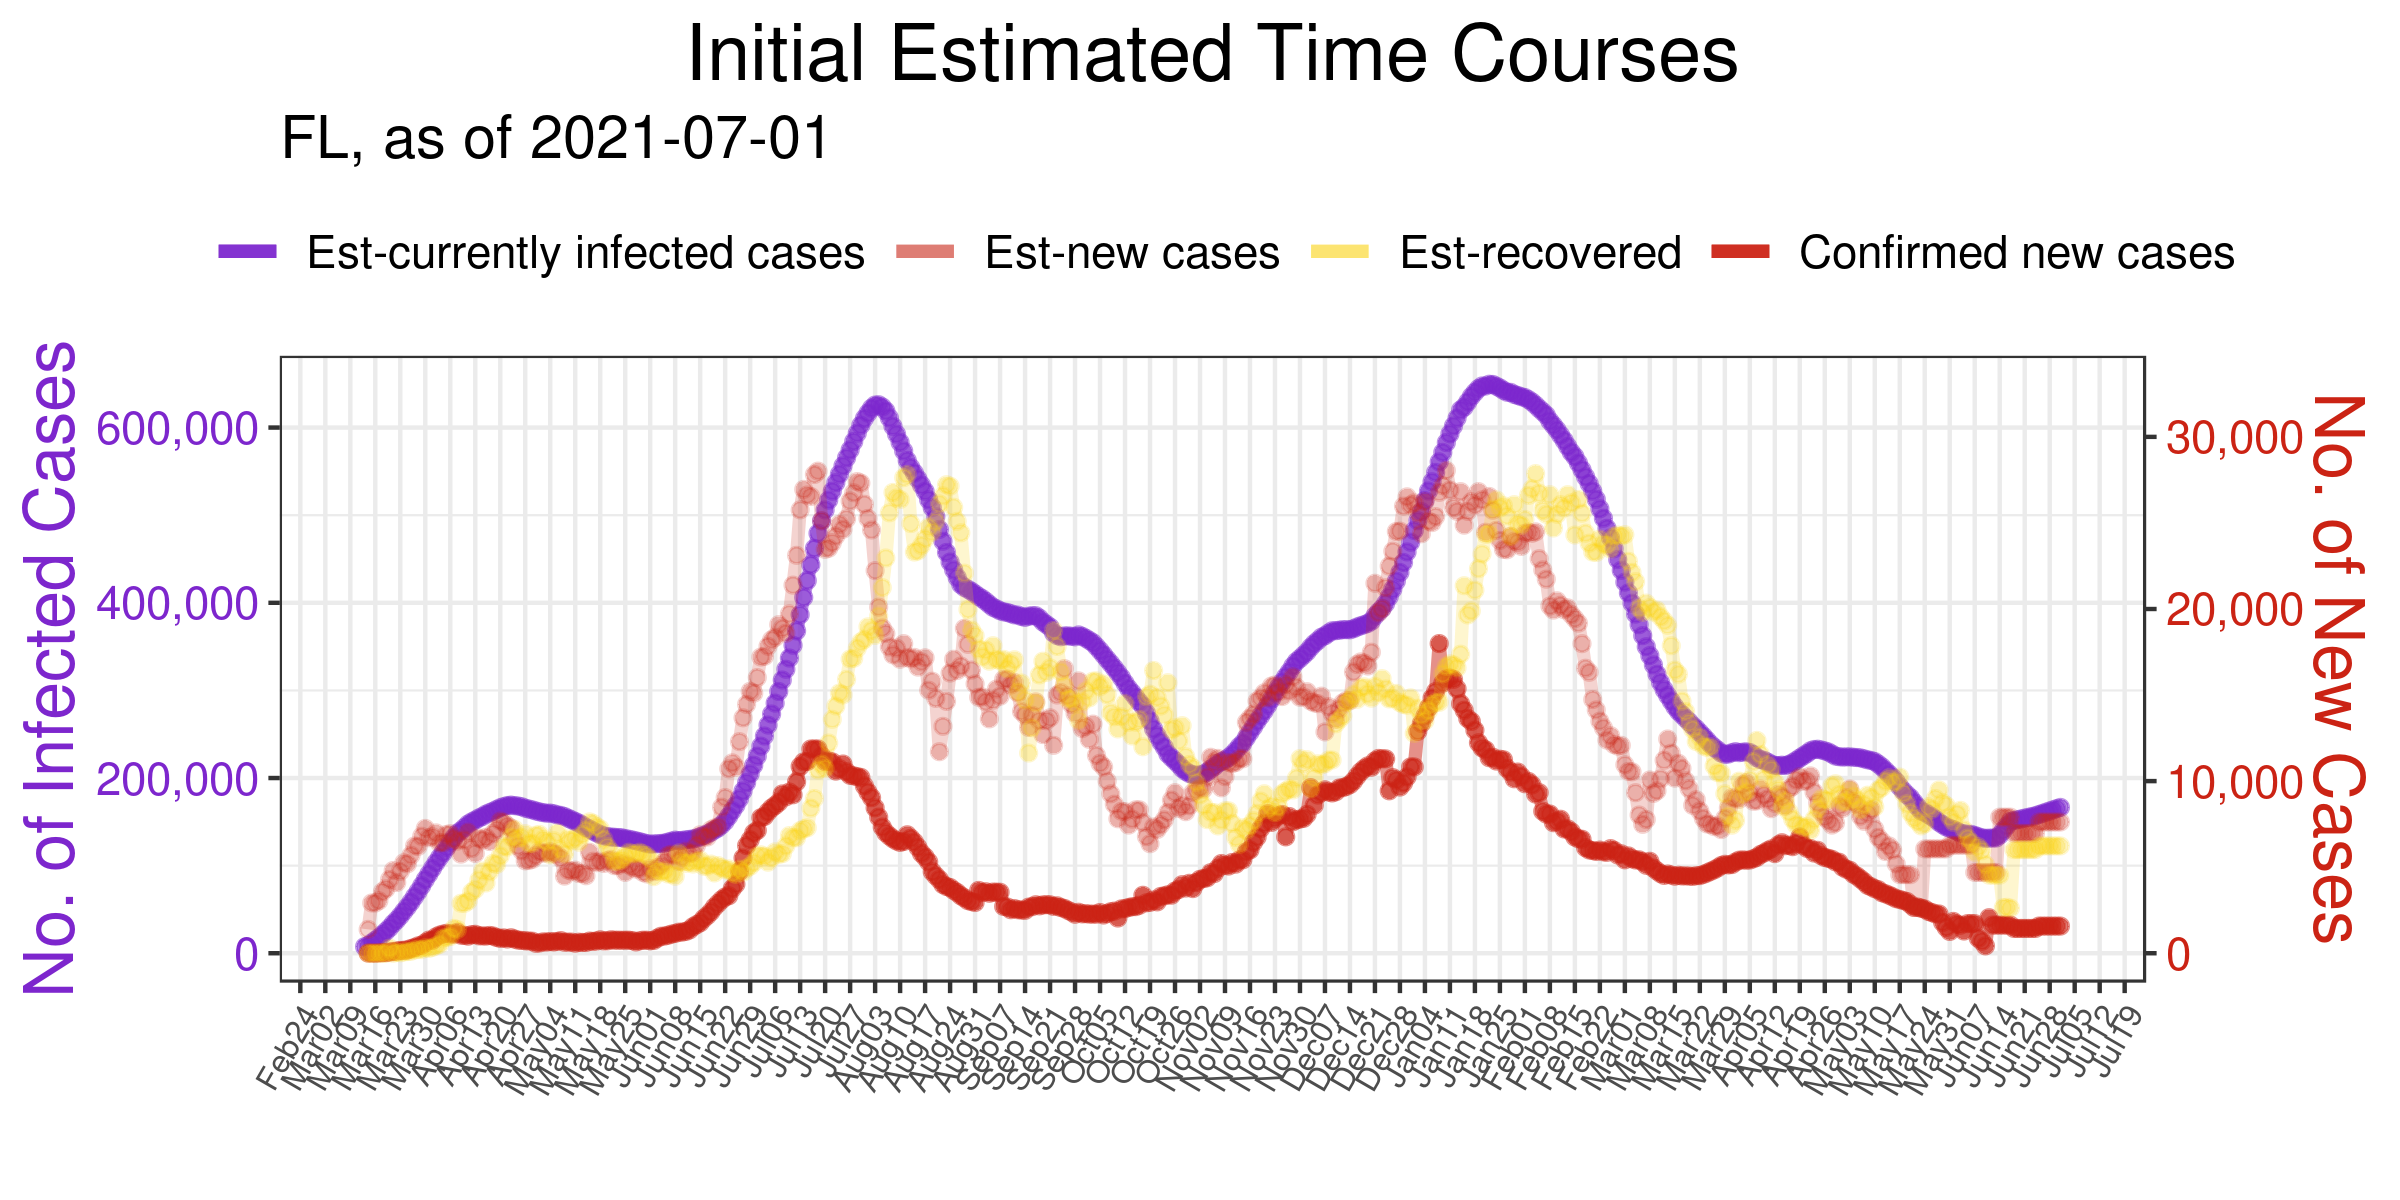 Initial Estimated Time Courses
FL, as of 2021-07-01
Est-currently infected cases
Est-new cases
Est-recovered
Confirmed new cases
No. of Infected Cases
600,000
400,000
200,000
0
30,000
20,000
10,000
0
No. of New Cases
Feb24
Mar02
Mar09
Mar16
Mar23
Mar30
Apr06
Apr13
Apr20
Apr27
May04
May11
May18
May25
Jun01
Jun08
Jun15
Jun22
Jun29
Jul06
Jul13
Jul20
Jul27
Aug03
Aug10
Aug17
Aug24
Aug31
Sep07
Sep14
Sep21
Sep28
Oct05
Oct12
Oct19
Oct26
Nov02
Nov09
Nov16
Nov23
Nov30
Dec07
Dec14
Dec21
Dec28
Jan04
Jan11
Jan18
Jan25
Feb01
Feb08
Feb15
Feb22
Mar01
Mar08
Mar15
Mar22
Mar29
Apr05
Apr12
Apr19
Apr26
May03
May10
May17
May24
May31
Jun07
Jun14
Jun21
Jun28
Jul05
Jul12
Jul19